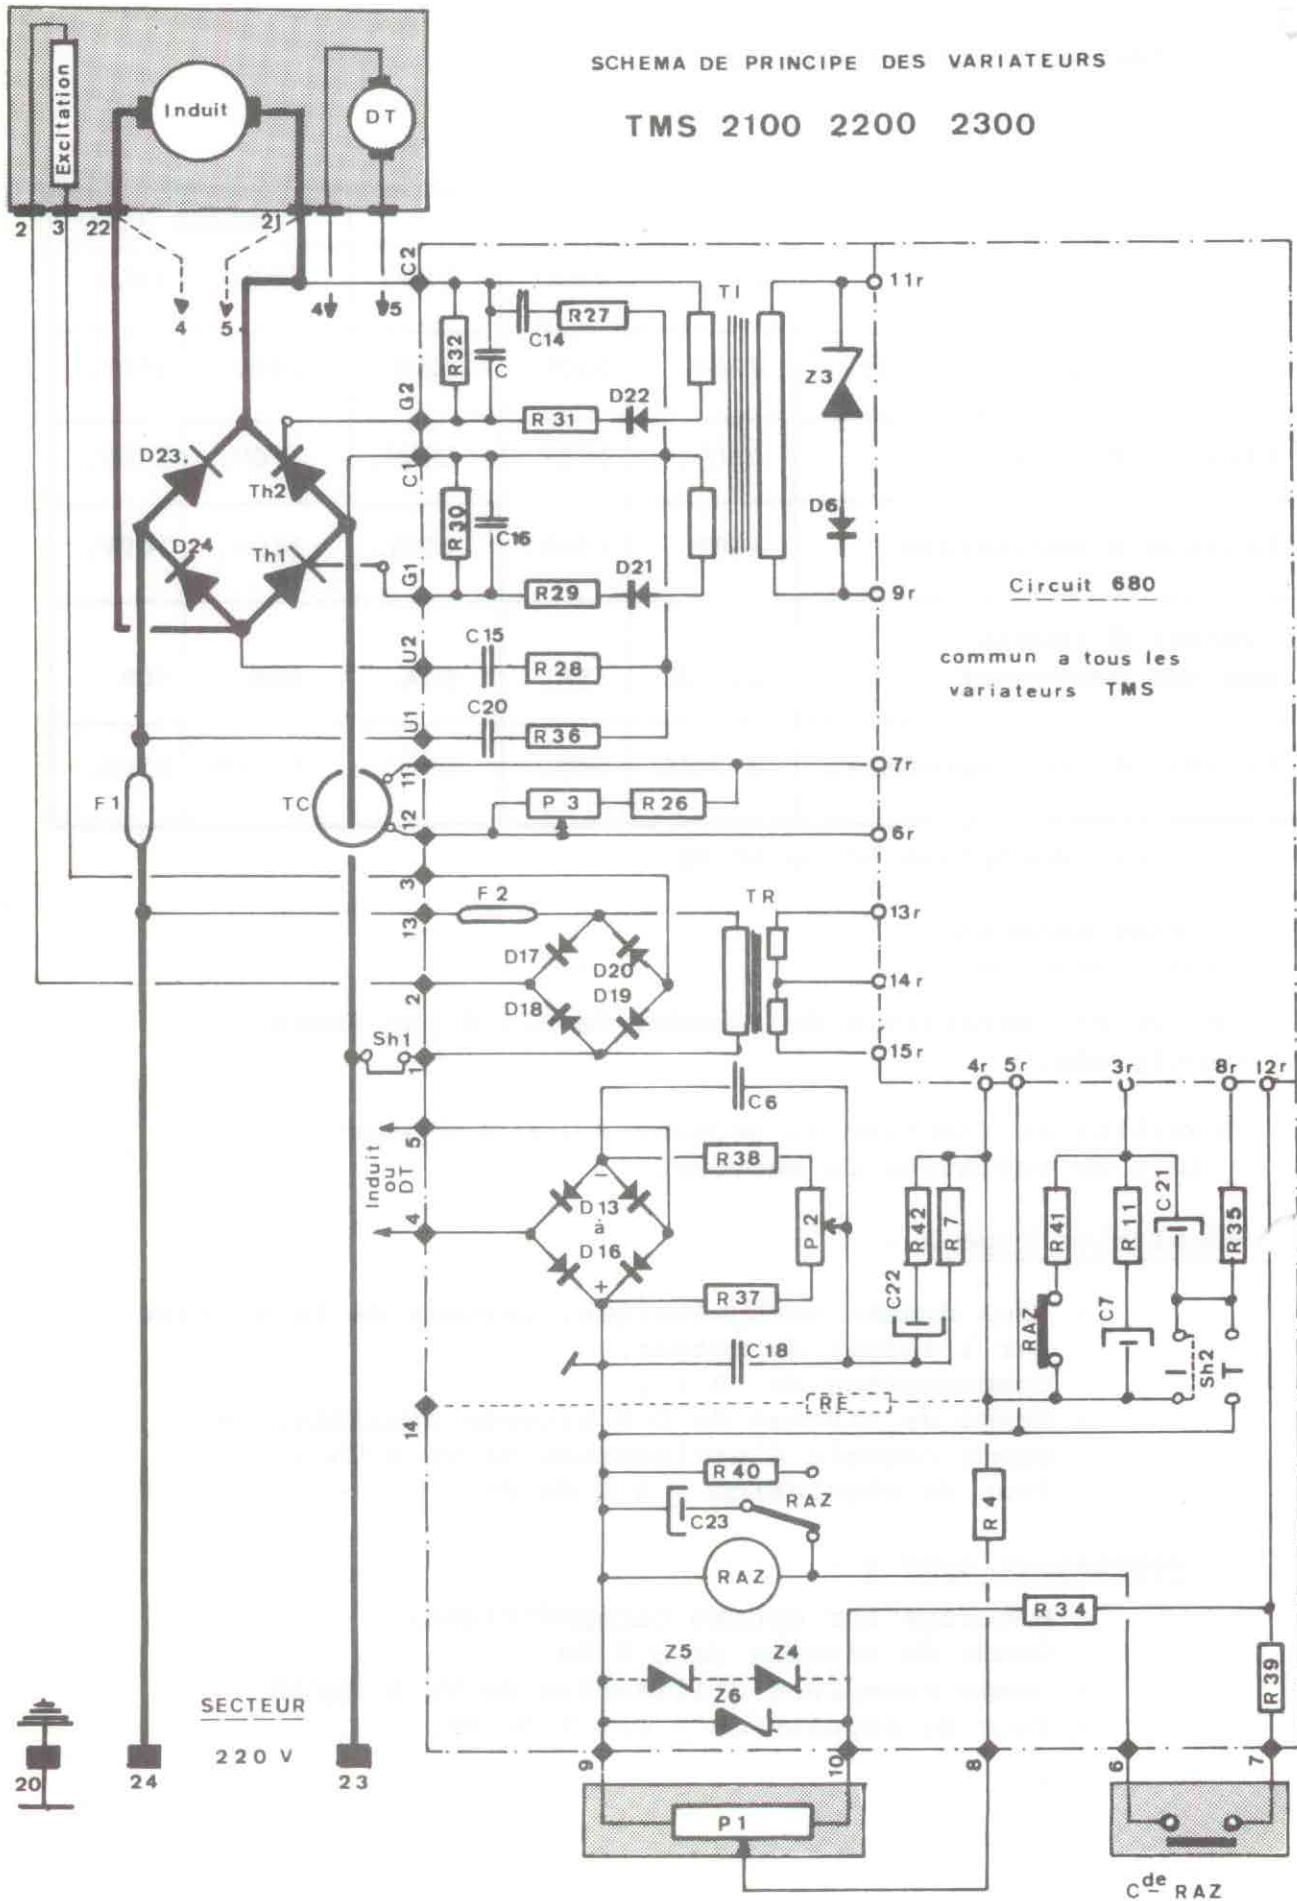 SCHEMA DE PRINCIPE DES VARIATEURS
TMS 2100 2200 2300
Excitation
Induit
DT
2
3
22
21
4
5
4
5
C2
11r
TI
R32
C14
R27
C
Z3
G2
D22
R 31
D23.
Th2
C1
R30
C16
D6
D24
Th1
G1
D21
R29
9r
Circuit 680
U2
C15
R 28
commun a tous les
variateurs TMS
U1
C20
R 36
11
7r
F1
TC
P 3
R 26
12
6r
3
F 2
TR
13
13r
D17
D20
2
D18
D19
14r
Sh1
1
15r
4r
5r
3r
8r
12r
C6
5
Induit
ou
DT
4
R38
D13
à
D16
P 2
R37
R42
R 7
R41
R11
C21
R35
C22
RAZ
C7
Sh2
I
T
C18
14
RE
R 40
RAZ
C23
R 4
RAZ
R 34
Z5
Z4
Z6
R39
SECTEUR
220 V
20
24
23
9
10
8
6
7
P 1
Cde RAZ